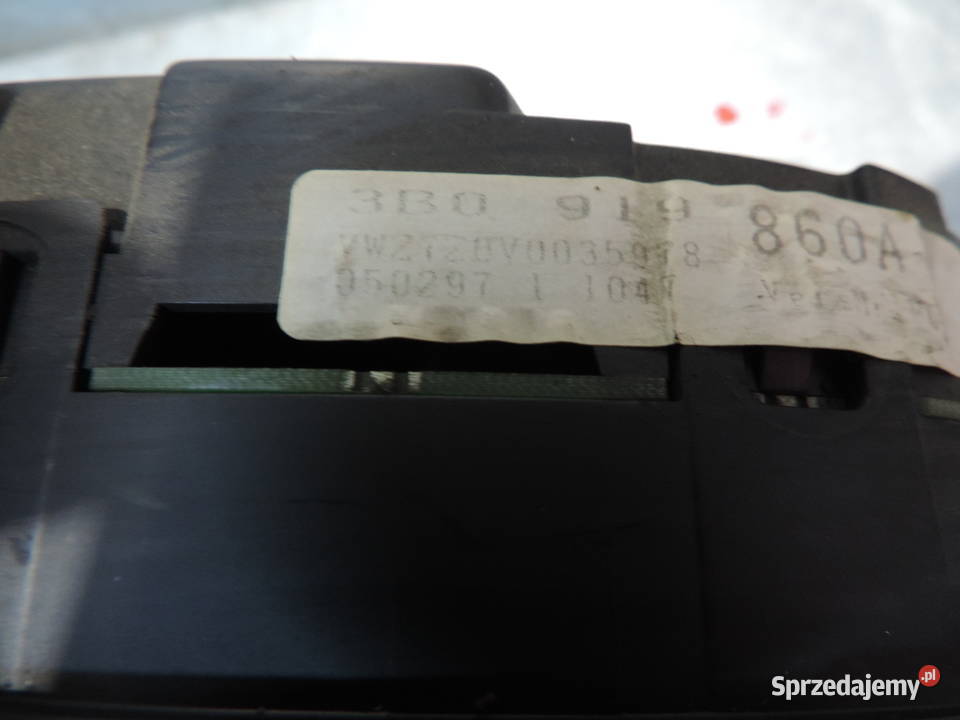 3B0 919 860A
VWZ7Z0V0035978
050297 1 1047
Sprzedajemy.pl